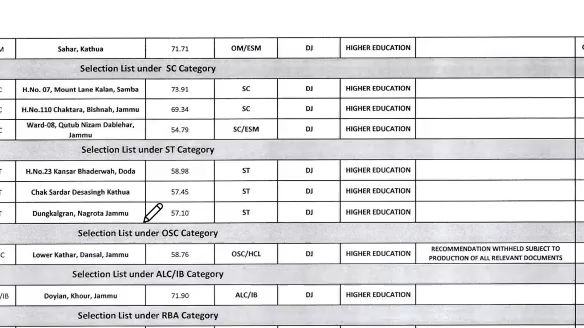 M Sahar, Kathua 71.71 OM/ESM DJ HIGHER EDUCATION
Selection List under SC Category
C H.No. 07, Mount Lane Kalan, Samba 73.91 SC DJ HIGHER EDUCATION
C H.No.110 Chaktara, Bishnah, Jammu 69.34 SC DJ HIGHER EDUCATION
C Ward-08, Qutub Nizam Dablehar, Jammu 54.79 SC/ESM DJ HIGHER EDUCATION
Selection List under ST Category
T H.No.23 Kansar Bhaderwah, Doda 58.98 ST DJ HIGHER EDUCATION
T Chak Sardar Desasingh Kathua 57.45 ST DJ HIGHER EDUCATION
T Dungkalgran, Nagrota Jammu 57.10 ST DJ HIGHER EDUCATION
Selection List under OSC Category
C Lower Kathar, Dansal, Jammu 58.76 OSC/HCL DJ HIGHER EDUCATION RECOMMENDATION WITHHELD SUBJECT TO PRODUCTION OF ALL RELEVANT DOCUMENTS
Selection List under ALC/IB Category
/IB Doyian, Khour, Jammu 71.90 ALC/IB DJ HIGHER EDUCATION
Selection List under RBA Category